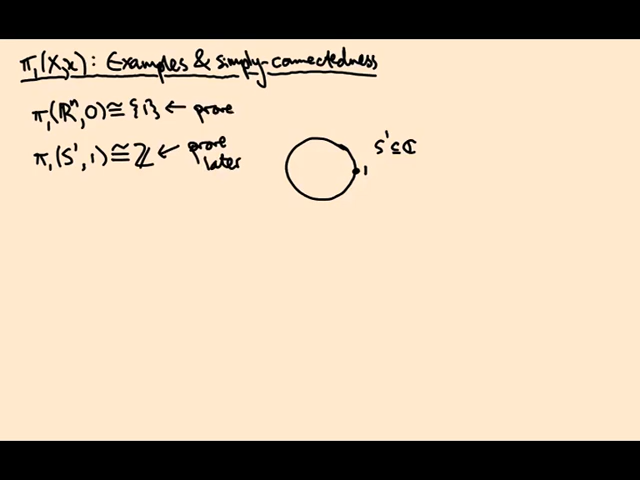 π₁(X,x) : Examples & simply-connectedness
π₁(ℝⁿ,0) ≅ {1} ← prove
π₁(S¹,1) ≅ ℤ ← prove later
S¹ ⊆ ℂ
1